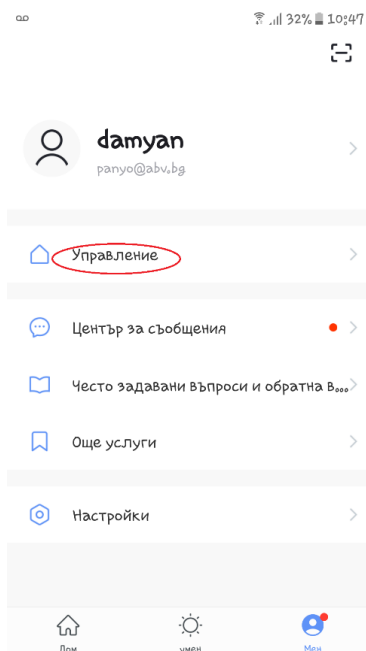 32% 10:47
damyan
panyo@abv.bg
Управление
Център за съобщения
Често задавани въпроси и обратна в...
Още услуги
Настройки
Дом умен Мен